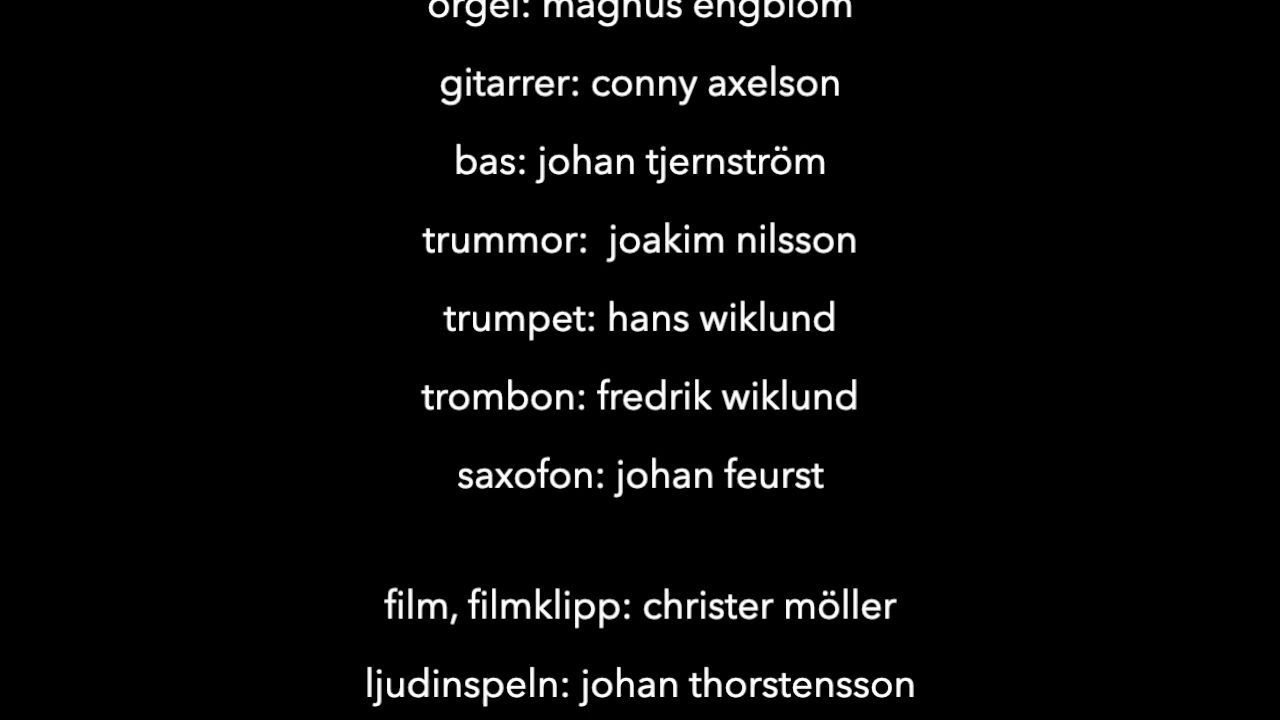 orgel: magnus engblom
gitarrer: conny axelson
bas: johan tjernström
trummor:  joakim nilsson
trumpet: hans wiklund
trombon: fredrik wiklund
saxofon: johan feurst
film, filmklipp: christer möller
ljudinspeln: johan thorstensson